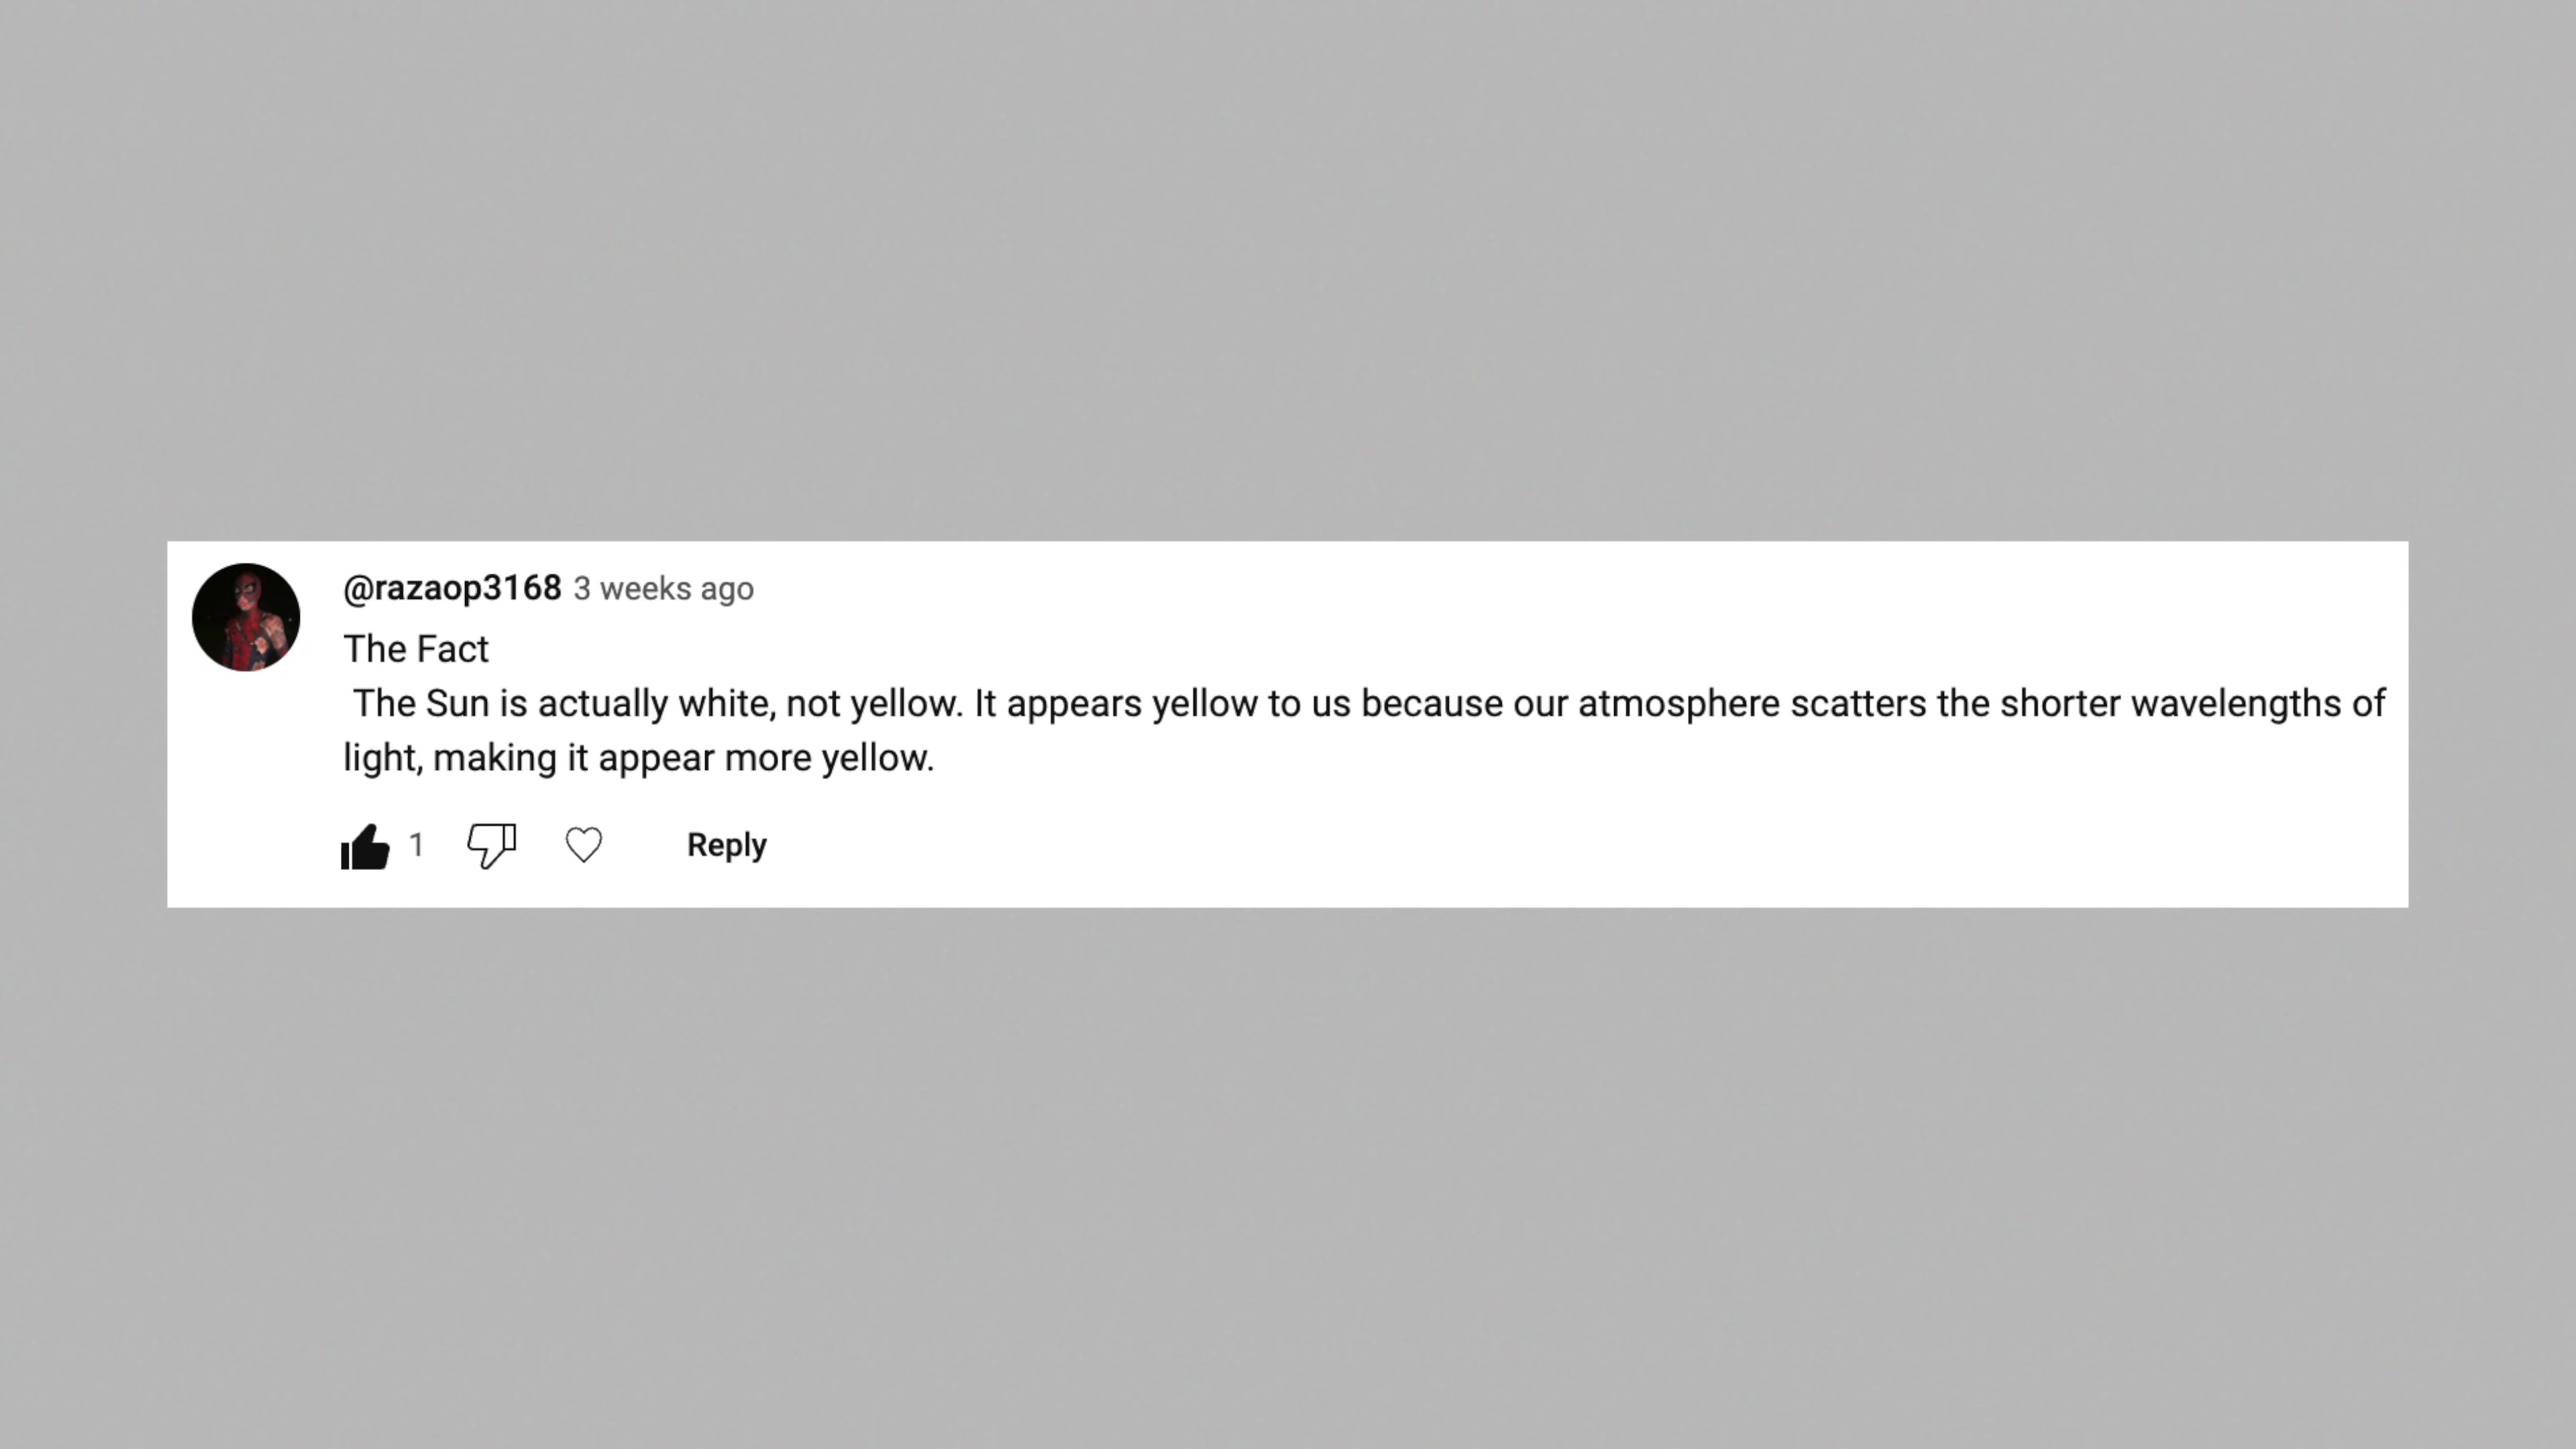 @razaop3168 3 weeks ago
The Fact
The Sun is actually white, not yellow. It appears yellow to us because our atmosphere scatters the shorter wavelengths of
light, making it appear more yellow.
1 Reply